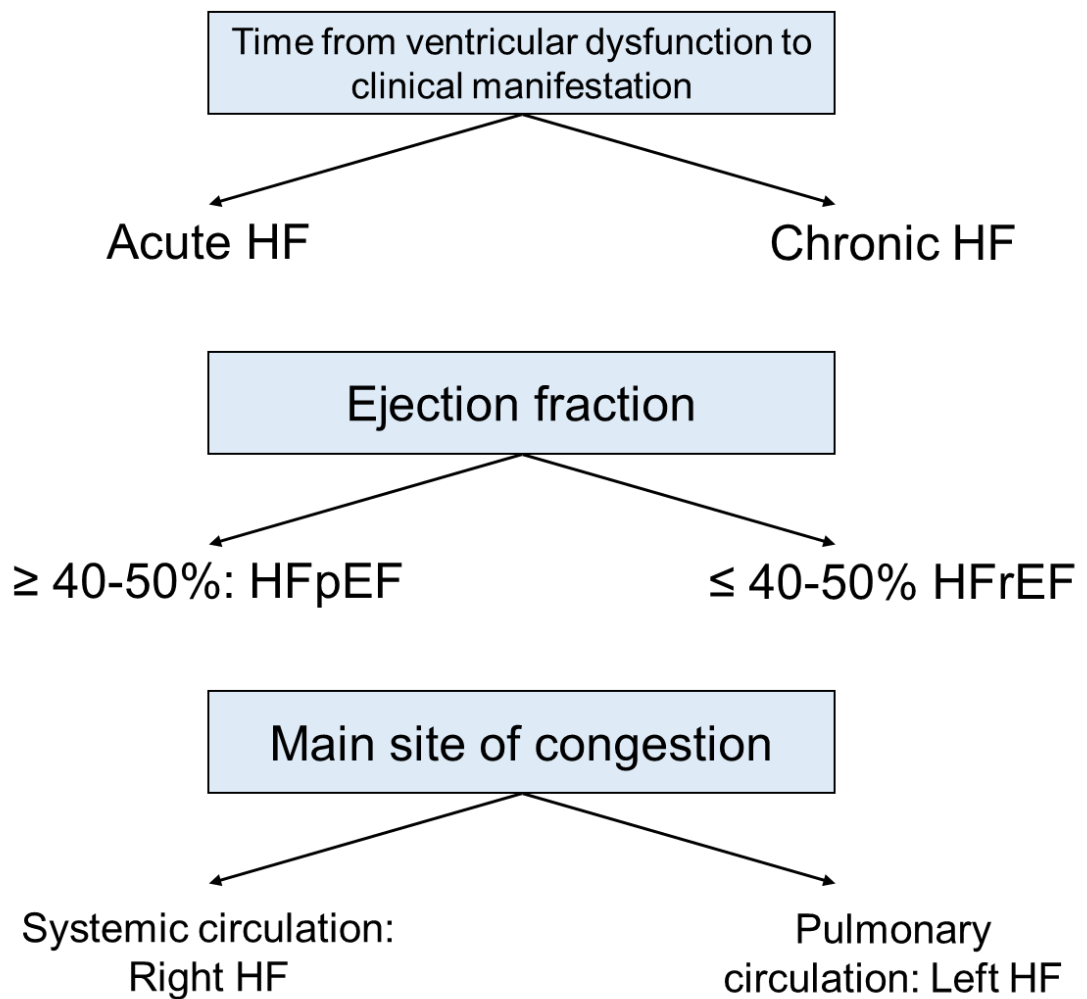 Time from ventricular dysfunction to
clinical manifestation
Acute HF
Chronic HF
Ejection fraction
≥ 40-50%: HFpEF
≤ 40-50% HFrEF
Main site of congestion
Systemic circulation:
Right HF
Pulmonary
circulation: Left HF